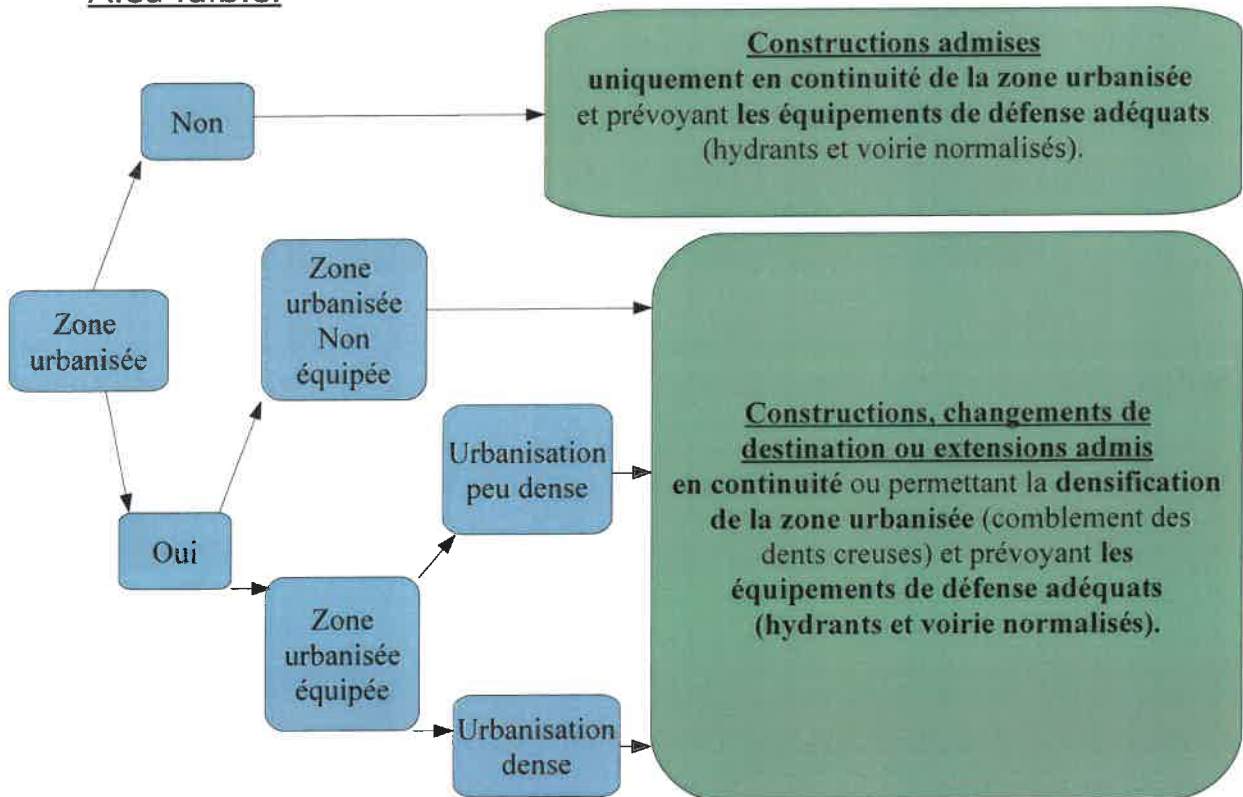 Aléa faible:
Constructions admises
uniquement en continuité de la zone urbanisée
et prévoyant les équipements de défense adéquats
(hydrants et voirie normalisés).
Non
Zone
urbanisée
Non
équipée
Zone
urbanisée
Urbanisation
peu dense
Constructions, changements de
destination ou extensions admis
en continuité ou permettant la densification
de la zone urbanisée (comblement des
dents creuses) et prévoyant les
équipements de défense adéquats
(hydrants et voirie normalisés).
Oui
Zone
urbanisée
équipée
Urbanisation
dense